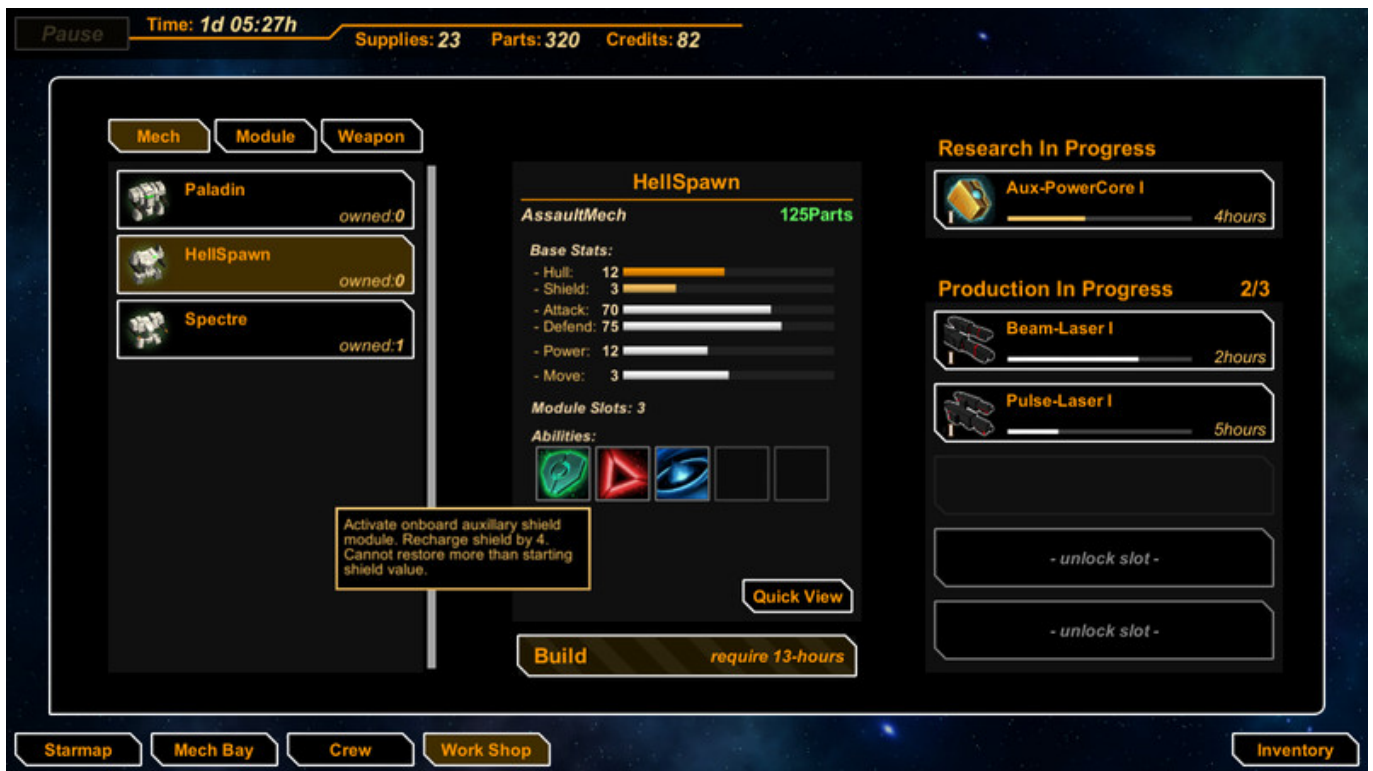 Pause
Time: 1d 05:27h
Supplies: 23 Parts: 320 Credits: 82
Mech Module Weapon
Paladin
owned:0
HellSpawn
owned:0
Spectre
owned:1
HellSpawn
AssaultMech 125Parts
Base Stats:
- Hull: 12
- Shield: 3
- Attack: 70
- Defend: 75
- Power: 12
- Move: 3
Module Slots: 3
Abilities:
Activate onboard auxillary shield
module. Recharge shield by 4.
Cannot restore more than starting
shield value.
Quick View
Build require 13-hours
Research In Progress
Aux-PowerCore I
I
4hours
Production In Progress 2/3
Beam-Laser I
I
2hours
Pulse-Laser I
I
5hours
- unlock slot -
- unlock slot -
Starmap Mech Bay Crew Work Shop Inventory